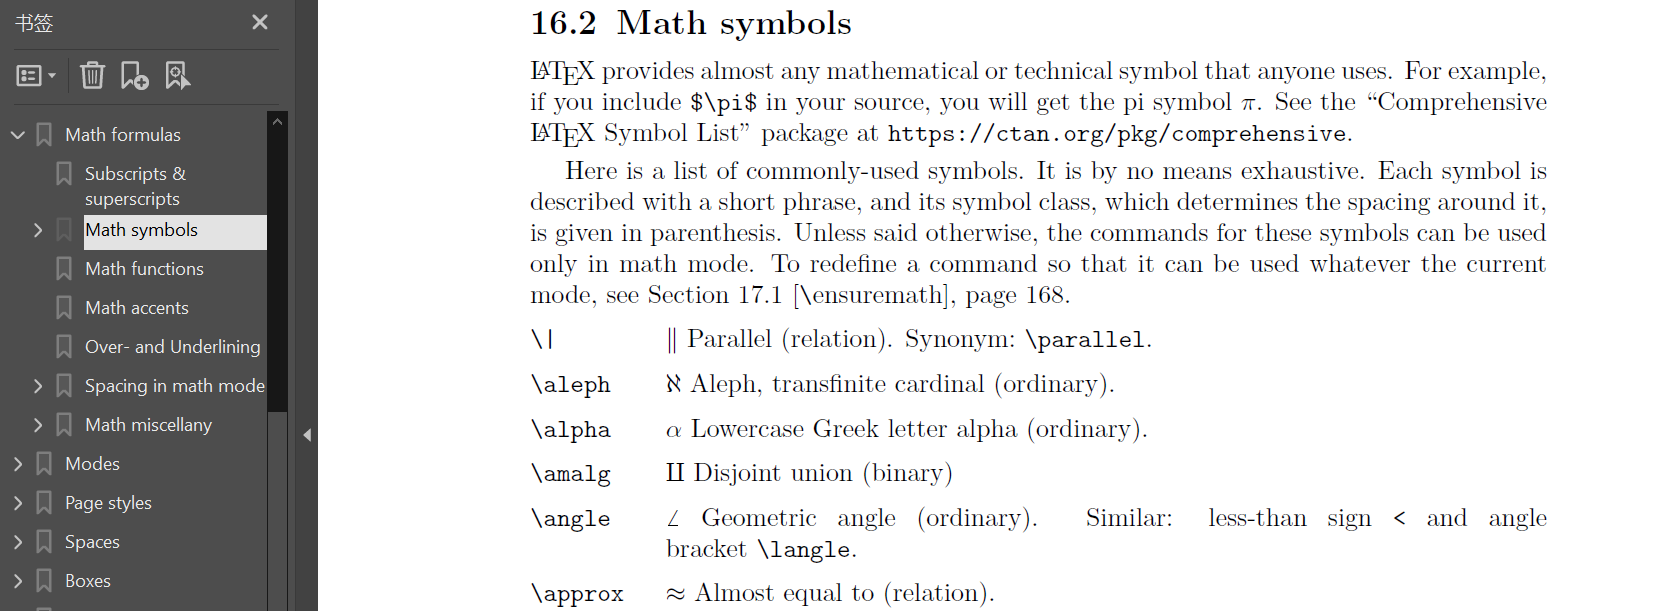 书签
Math formulas
Subscripts &
superscripts
Math symbols
Math functions
Math accents
Over- and Underlining
Spacing in math mode
Math miscellany
Modes
Page styles
Spaces
Boxes
16.2 Math symbols
LATEX provides almost any mathematical or technical symbol that anyone uses. For example,
if you include $\pi$ in your source, you will get the pi symbol π. See the “Comprehensive
LATEX Symbol List” package at https://ctan.org/pkg/comprehensive.
Here is a list of commonly-used symbols. It is by no means exhaustive. Each symbol is
described with a short phrase, and its symbol class, which determines the spacing around it,
is given in parenthesis. Unless said otherwise, the commands for these symbols can be used
only in math mode. To redefine a command so that it can be used whatever the current
mode, see Section 17.1 [\ensuremath], page 168.
\| ∥ Parallel (relation). Synonym: \parallel.
\aleph ℵ Aleph, transfinite cardinal (ordinary).
\alpha α Lowercase Greek letter alpha (ordinary).
\amalg ⨿ Disjoint union (binary)
\angle ∠ Geometric angle (ordinary). Similar: less-than sign < and angle
bracket \langle.
\approx ≈ Almost equal to (relation).